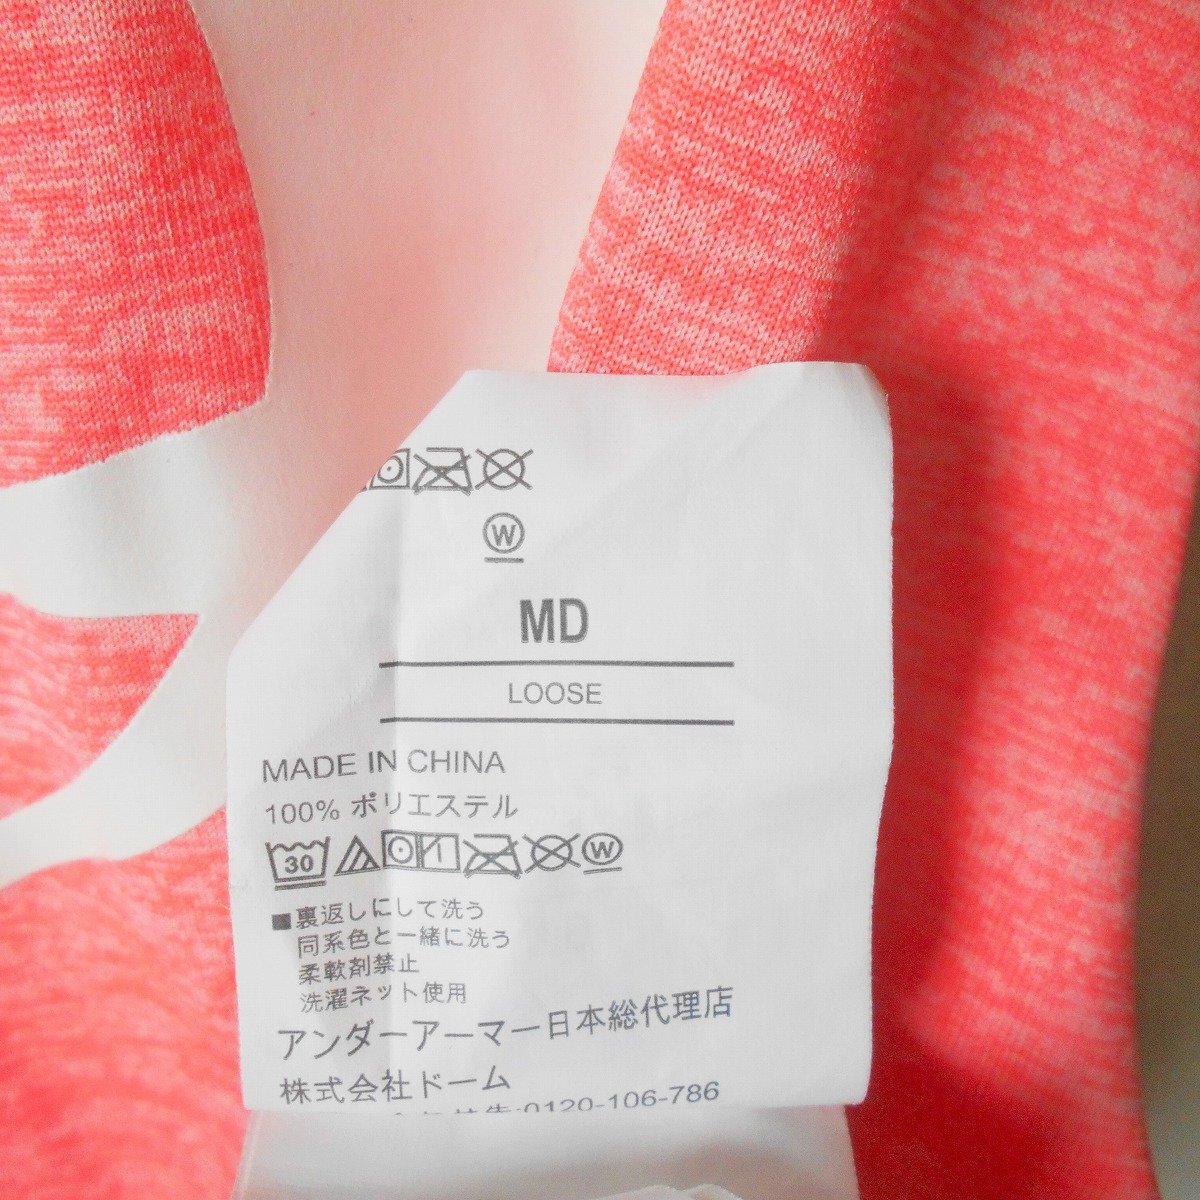 W
MD
LOOSE
MADE IN CHINA
100% ポリエステル
30 W
■裏返しにして洗う
同系色と一緒に洗う
柔軟剤禁止
洗濯ネット使用
アンダーアーマー日本総代理店
株式会社ドーム
:0120-106-786